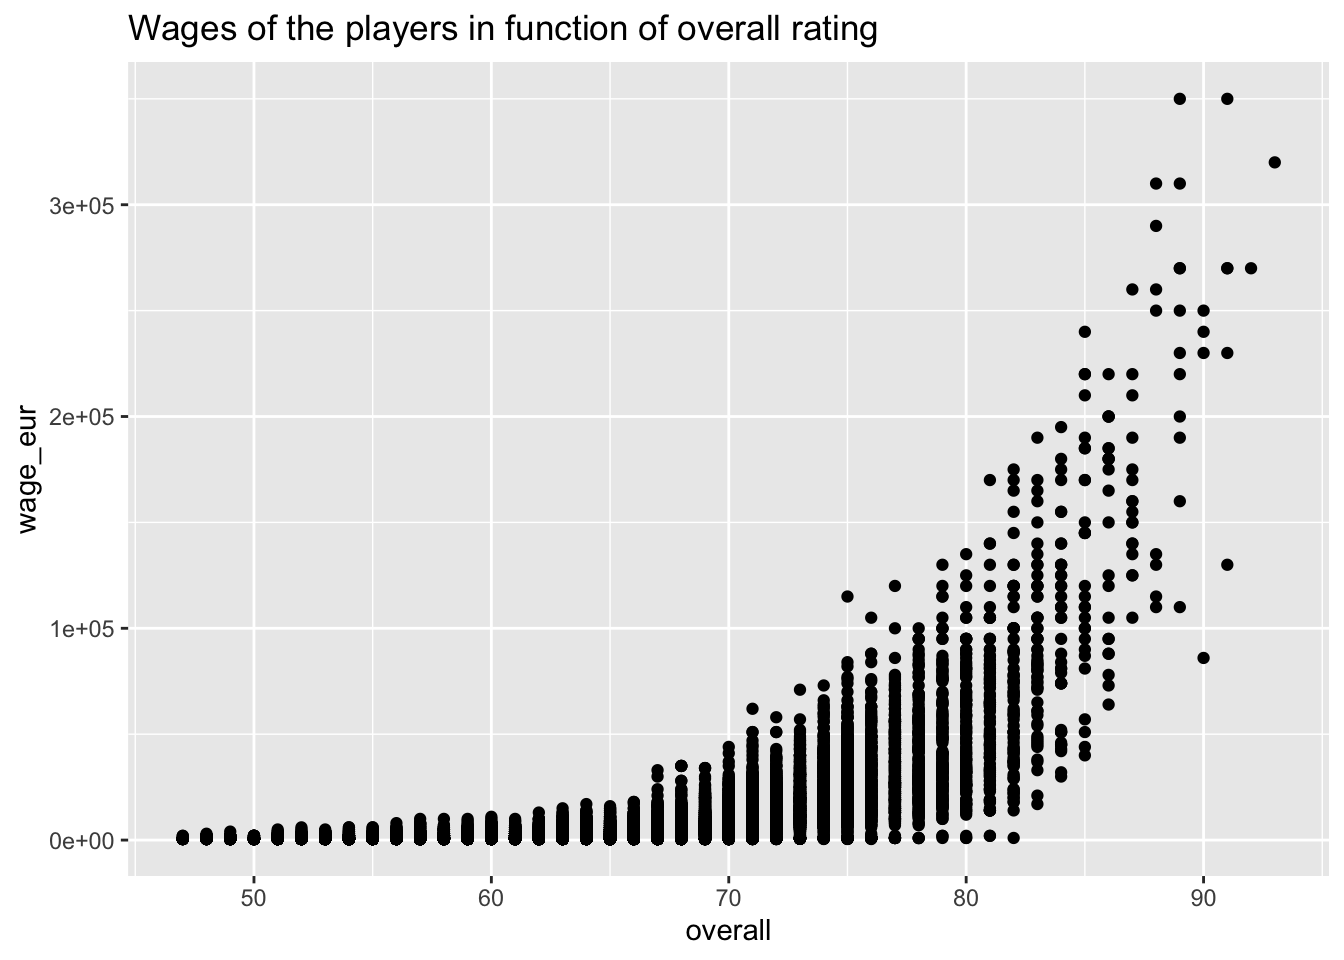 Wages of the players in function of overall rating
3e+05
2e+05
1e+05
0e+00
wage_eur
50 60 70 80 90
overall